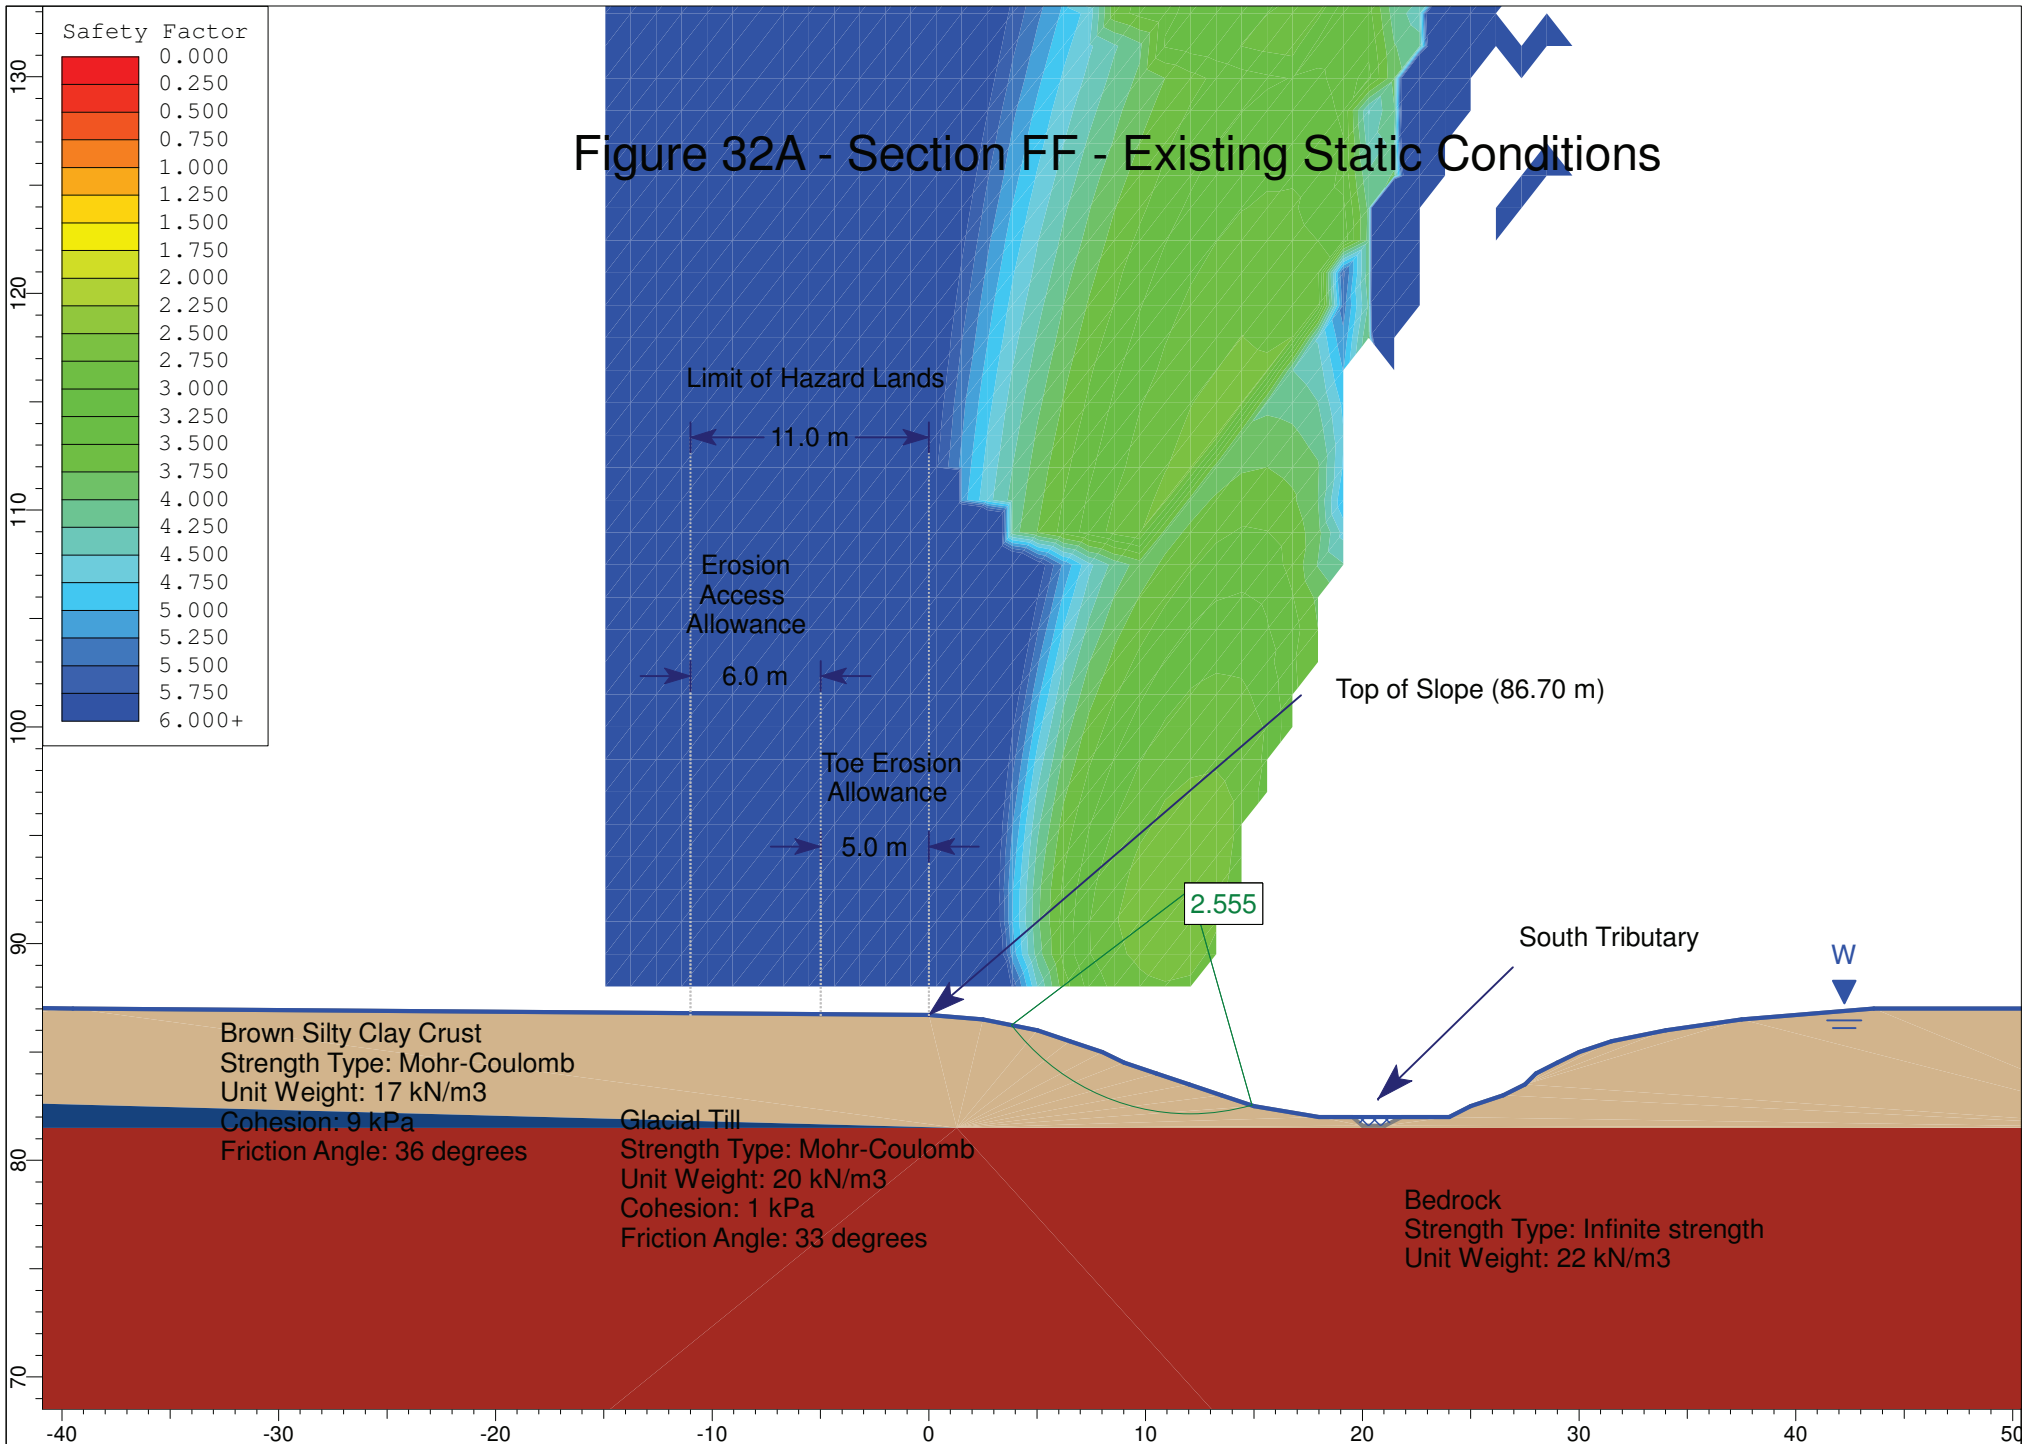 Safety Factor
0.000
0.250
0.500
0.750
1.000
1.250
1.500
1.750
2.000
2.250
2.500
2.750
3.000
3.250
3.500
3.750
4.000
4.250
4.500
4.750
5.000
5.250
5.500
5.750
6.000+
Figure 32A - Section FF - Existing Static Conditions
Limit of Hazard Lands
11.0 m
Erosion
Access
Allowance
6.0 m
Toe Erosion
Allowance
5.0 m
Top of Slope (86.70 m)
2.555
South Tributary
W
Brown Silty Clay Crust
Strength Type: Mohr-Coulomb
Unit Weight: 17 kN/m3
Cohesion: 9 kPa
Friction Angle: 36 degrees
Glacial Till
Strength Type: Mohr-Coulomb
Unit Weight: 20 kN/m3
Cohesion: 1 kPa
Friction Angle: 33 degrees
Bedrock
Strength Type: Infinite strength
Unit Weight: 22 kN/m3
130
120
110
100
90
80
70
-40 -30 -20 -10 0 10 20 30 40 50